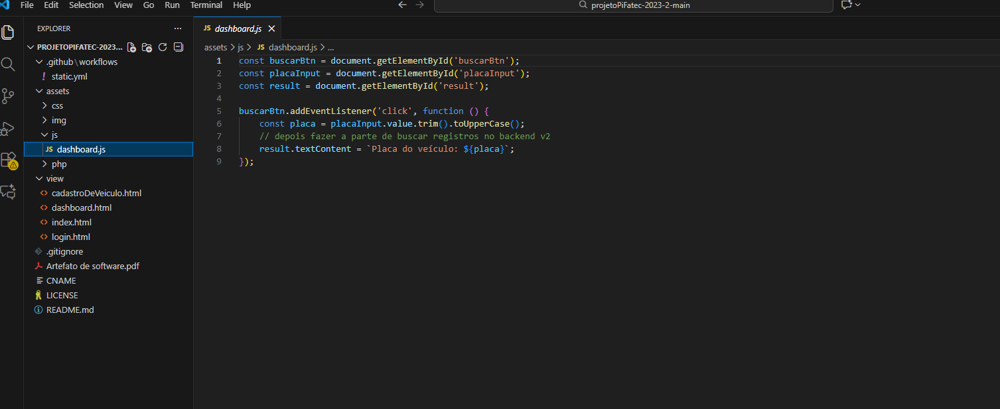 File Edit Selection View Go Run Terminal Help
projetoPiFatec-2023-2-main
EXPLORER
PROJETOPIFATEC-2023...
.github\workflows
! static.yml
assets
css
img
js
JS dashboard.js
php
view
<> cadastroDeVeiculo.html
<> dashboard.html
<> index.html
<> login.html
.gitignore
Artefato de software.pdf
CNAME
LICENSE
README.md
JS dashboard.js
assets > js > JS dashboard.js > ...
1 const buscarBtn = document.getElementById('buscarBtn');
2 const placaInput = document.getElementById('placaInput');
3 const result = document.getElementById('result');
4
5 buscarBtn.addEventListener('click', function () {
6 const placa = placaInput.value.trim().toUpperCase();
7 // depois fazer a parte de buscar registros no backend v2
8 result.textContent = `Placa do veículo: ${placa}`;
9 });